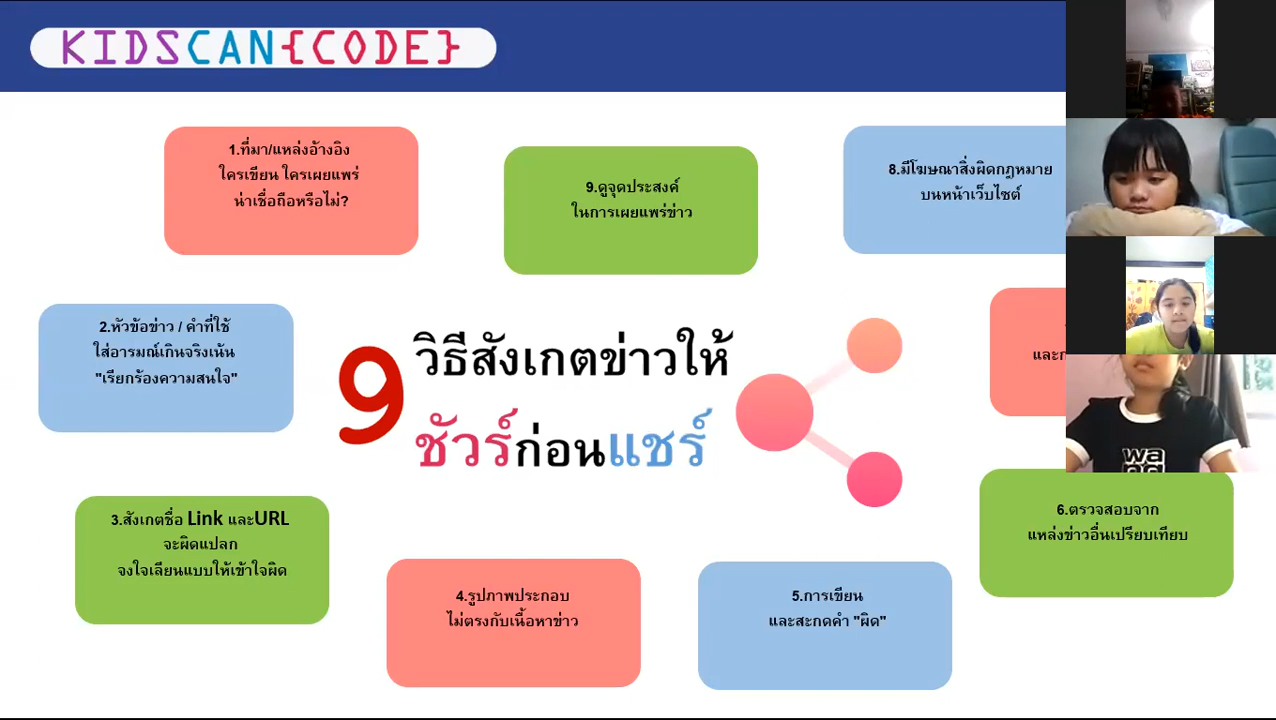 KIDSCAN{CODE}
1.ที่มา/แหล่งอ้างอิง
ใครเขียน ใครเผยแพร่
น่าเชื่อถือหรือไม่?
9.ดูจุดประสงค์
ในการเผยแพร่ข่าว
8.มีโฆษณาสิ่งผิดกฎหมาย
บนหน้าเว็บไซต์
2.หัวข้อข่าว / คำที่ใช้
ใส่อารมณ์เกินจริงเน้น
"เรียกร้องความสนใจ"
9 วิธีสังเกตข่าวให้
ชัวร์ก่อนแชร์
3.สังเกตชื่อ Link และURL
จะผิดแปลก
จงใจเลียนแบบให้เข้าใจผิด
4.รูปภาพประกอบ
ไม่ตรงกับเนื้อหาข่าว
5.การเขียน
และสะกดคำ "ผิด"
6.ตรวจสอบจาก
แหล่งข่าวอื่นเปรียบเทียบ
wa